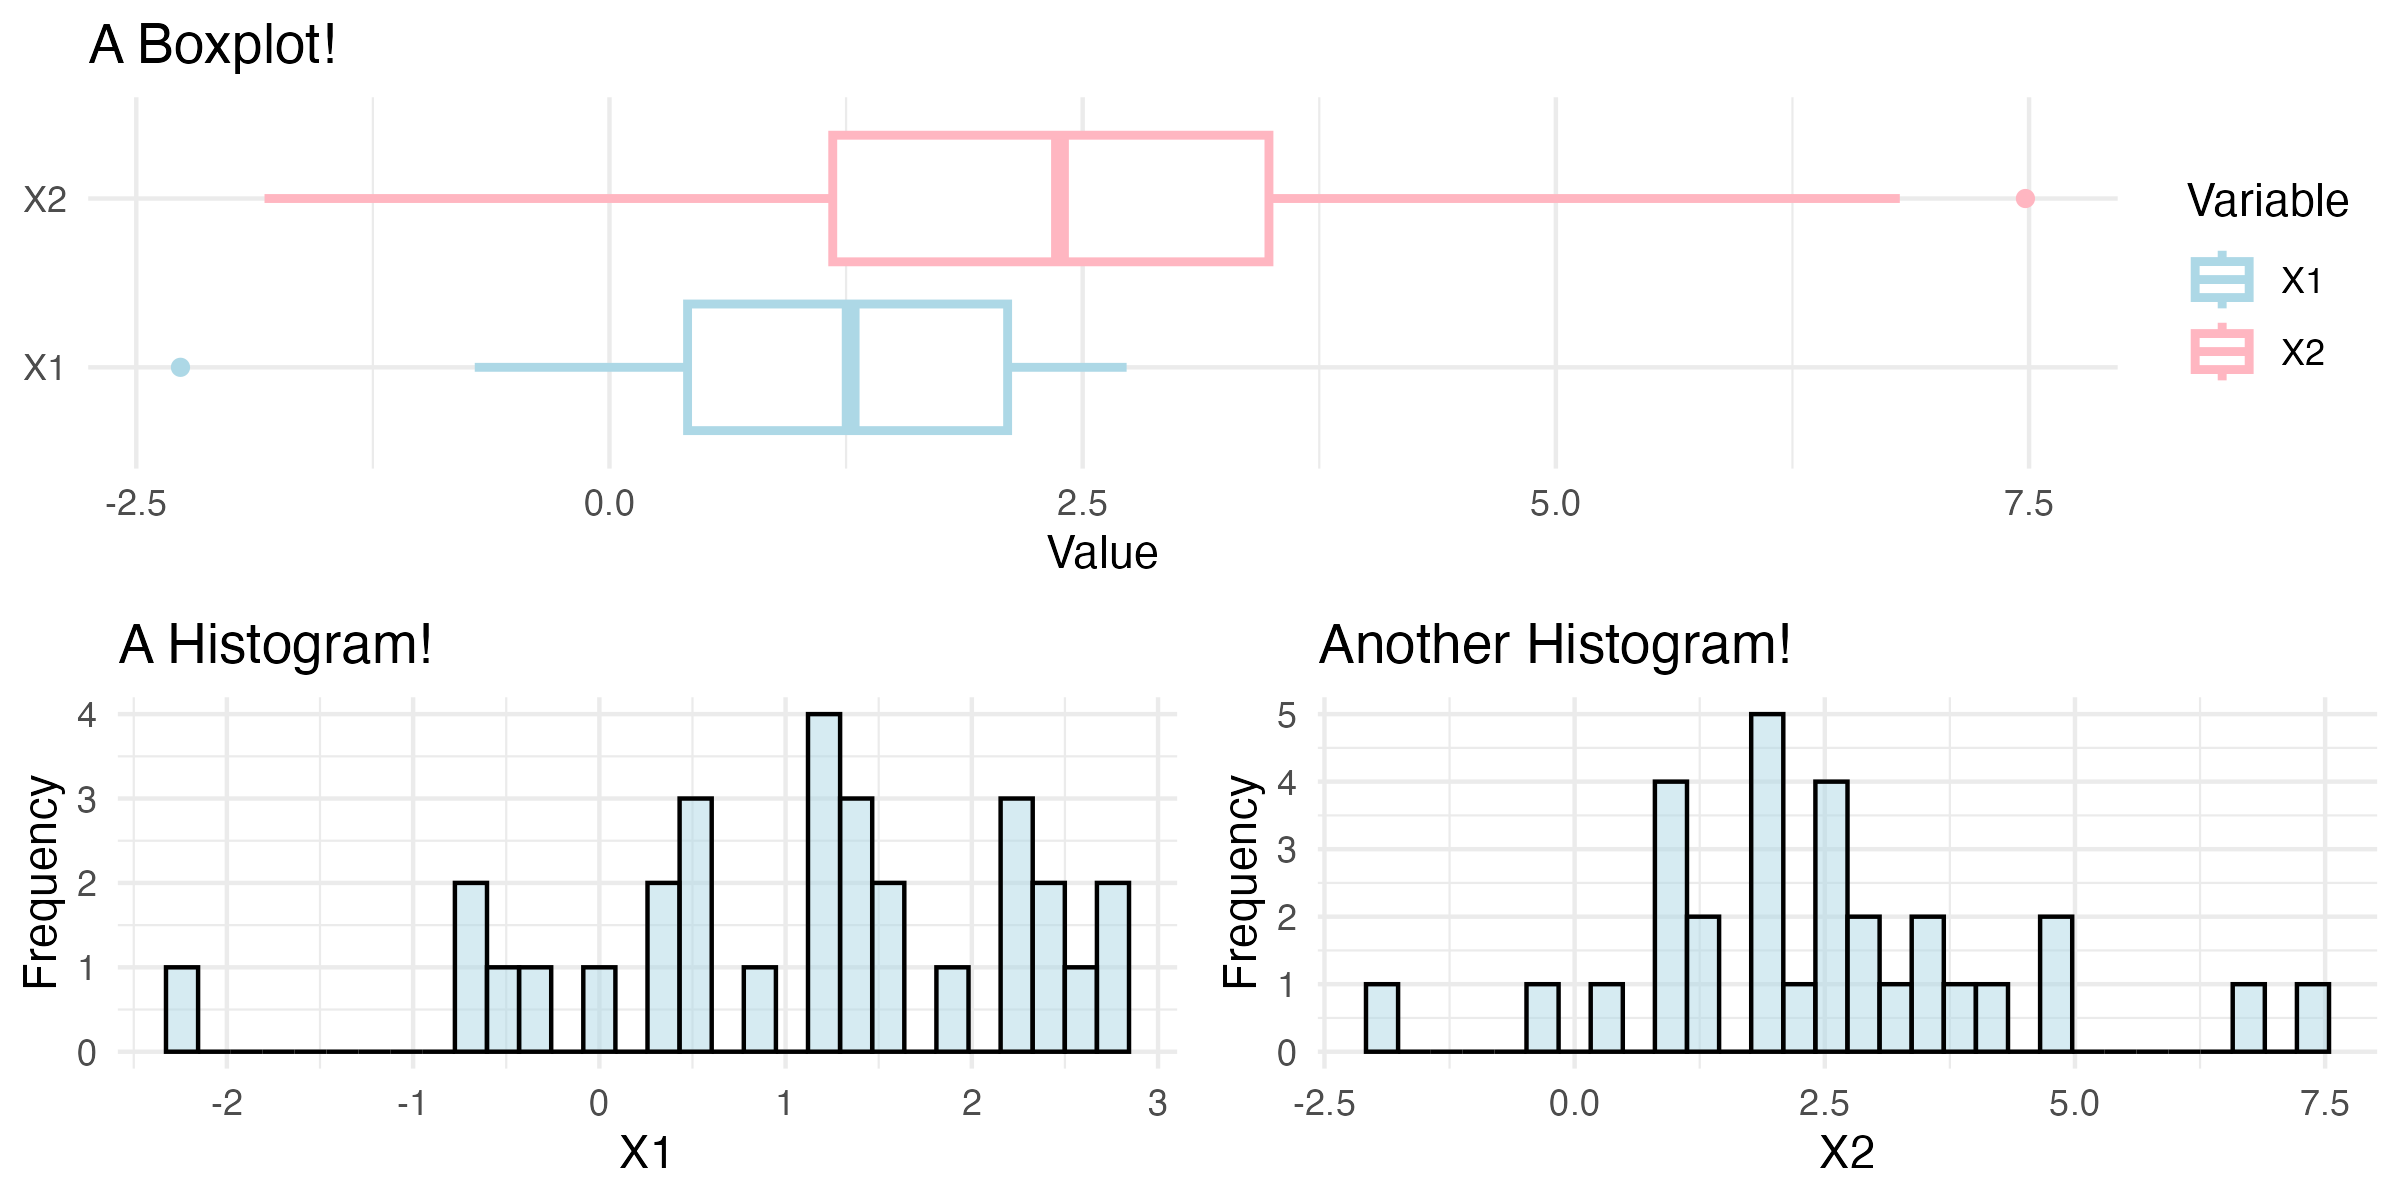 A Boxplot!
X2
X1
-2.5 0.0 2.5 5.0 7.5
Value
Variable
X1
X2
A Histogram!
Frequency
4
3
2
1
0
-2 -1 0 1 2 3
X1
Another Histogram!
Frequency
5
4
3
2
1
0
-2.5 0.0 2.5 5.0 7.5
X2